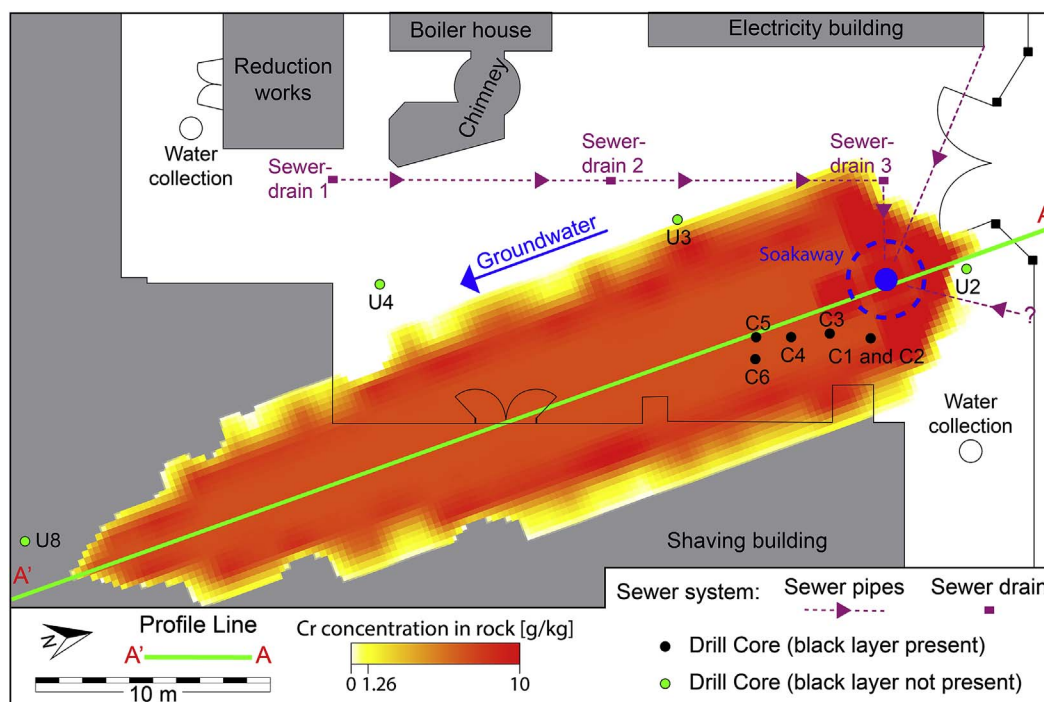 Boiler house
Electricity building
Reduction
works
Chimney
Water
collection
Sewer-
drain 1
Sewer-
drain 2
Sewer-
drain 3
Groundwater
U3
Soakaway
A
U2
U4
?
C5
C3
C4
C1 and C2
C6
Water
collection
U8
A'
Shaving building
N
Profile Line
A' A
10 m
Cr concentration in rock [g/kg]
0 1.26 10
Sewer system:
Sewer pipes
Sewer drain
Drill Core (black layer present)
Drill Core (black layer not present)